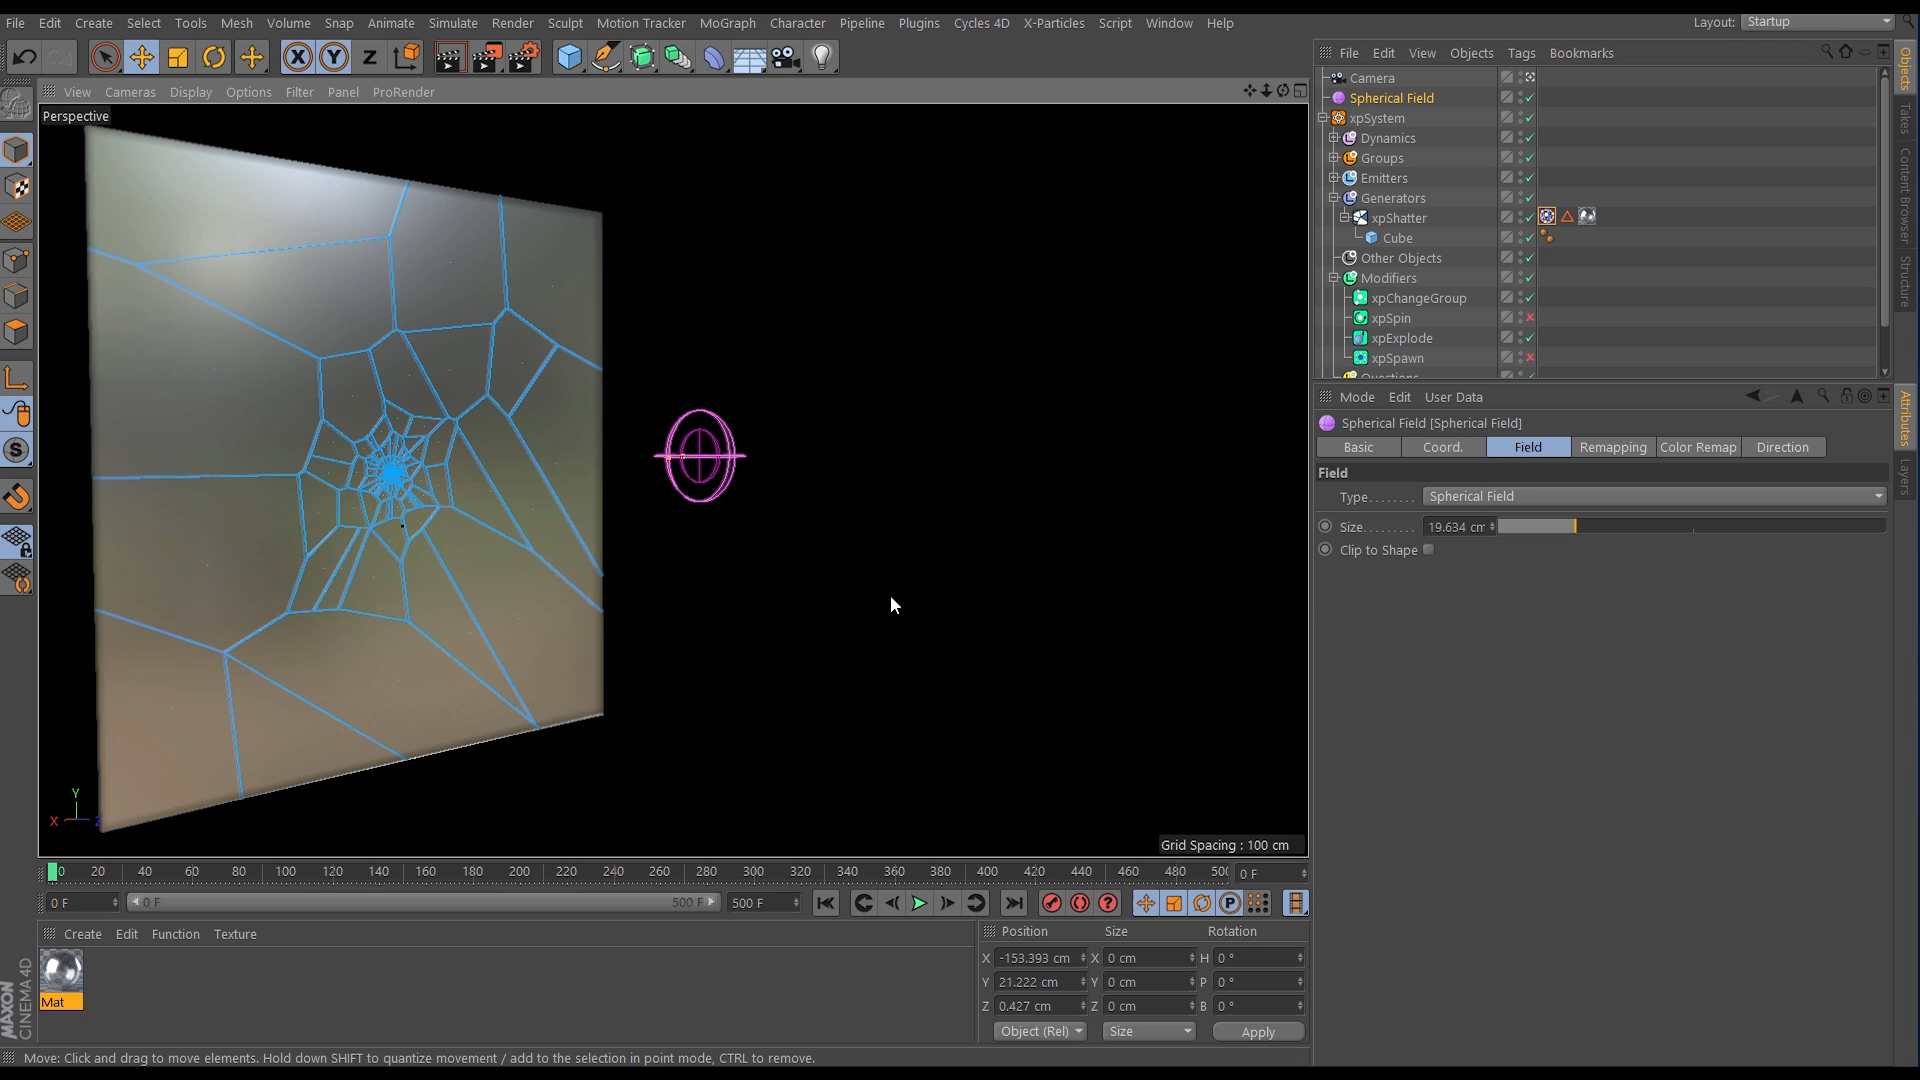 File Edit Create Select Tools Mesh Volume Snap Animate Simulate Render Sculpt Motion Tracker MoGraph Character Pipeline Plugins Cycles 4D X-Particles Script Window Help
Layout: Startup
View Cameras Display Options Filter Panel ProRender
Perspective
Y
X Z
Grid Spacing : 100 cm
File Edit View Objects Tags Bookmarks
Camera
Spherical Field
xpSystem
Dynamics
Groups
Emitters
Generators
xpShatter
Cube
Other Objects
Modifiers
xpChangeGroup
xpSpin
xpExplode
xpSpawn
Questions
Objects
Takes
Content Browser
Structure
Mode Edit User Data
Spherical Field [Spherical Field]
Basic Coord. Field Remapping Color Remap Direction
Field
Type........ Spherical Field
Size......... 19.634 cm
Clip to Shape
Attributes
Layers
0 20 40 60 80 100 120 140 160 180 200 220 240 260 280 300 320 340 360 380 400 420 440 460 480 500 0 F
0 F 0 F 500 F 500 F
Create Edit Function Texture
Mat
MAXON
CINEMA 4D
Position Size Rotation
X -153.393 cm X 0 cm H 0 °
Y 21.222 cm Y 0 cm P 0 °
Z 0.427 cm Z 0 cm B 0 °
Object (Rel) Size Apply
Move: Click and drag to move elements. Hold down SHIFT to quantize movement / add to the selection in point mode, CTRL to remove.